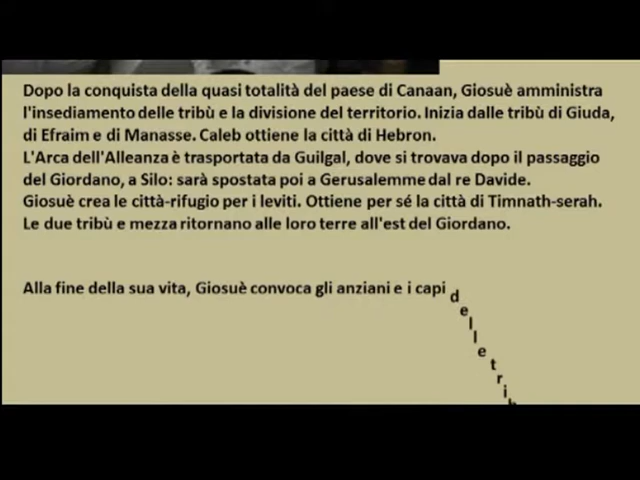 Dopo la conquista della quasi totalità del paese di Canaan, Giosuè amministra
l'insediamento delle tribù e la divisione del territorio. Inizia dalle tribù di Giuda,
di Efraim e di Manasse. Caleb ottiene la città di Hebron.
L'Arca dell'Alleanza è trasportata da Guilgal, dove si trovava dopo il passaggio
del Giordano, a Silo: sarà spostata poi a Gerusalemme dal re Davide.
Giosuè crea le città-rifugio per i leviti. Ottiene per sé la città di Timnath-serah.
Le due tribù e mezza ritornano alle loro terre all'est del Giordano.
Alla fine della sua vita, Giosuè convoca gli anziani e i capi delle tri